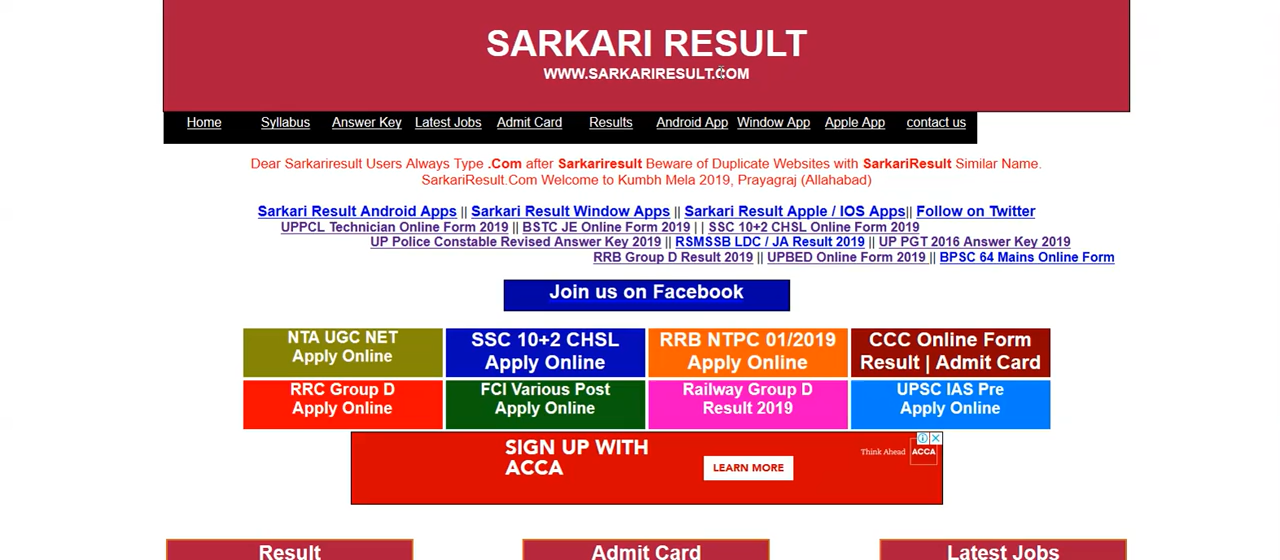 SARKARI RESULT
WWW.SARKARIRESULT.COM
Home Syllabus Answer Key Latest Jobs Admit Card Results Android App Window App Apple App contact us
Dear Sarkariresult Users Always Type .Com after Sarkariresult Beware of Duplicate Websites with SarkariResult Similar Name.
SarkariResult.Com Welcome to Kumbh Mela 2019, Prayagraj (Allahabad)
Sarkari Result Android Apps || Sarkari Result Window Apps || Sarkari Result Apple / IOS Apps|| Follow on Twitter
UPPCL Technician Online Form 2019 || BSTC JE Online Form 2019 | | SSC 10+2 CHSL Online Form 2019
UP Police Constable Revised Answer Key 2019 || RSMSSB LDC / JA Result 2019 || UP PGT 2016 Answer Key 2019
RRB Group D Result 2019 || UPBED Online Form 2019 || BPSC 64 Mains Online Form
Join us on Facebook
NTA UGC NET
Apply Online
SSC 10+2 CHSL
Apply Online
RRB NTPC 01/2019
Apply Online
CCC Online Form
Result | Admit Card
RRC Group D
Apply Online
FCI Various Post
Apply Online
Railway Group D
Result 2019
UPSC IAS Pre
Apply Online
SIGN UP WITH
ACCA
LEARN MORE
Think Ahead ACCA
Result Admit Card Latest Jobs